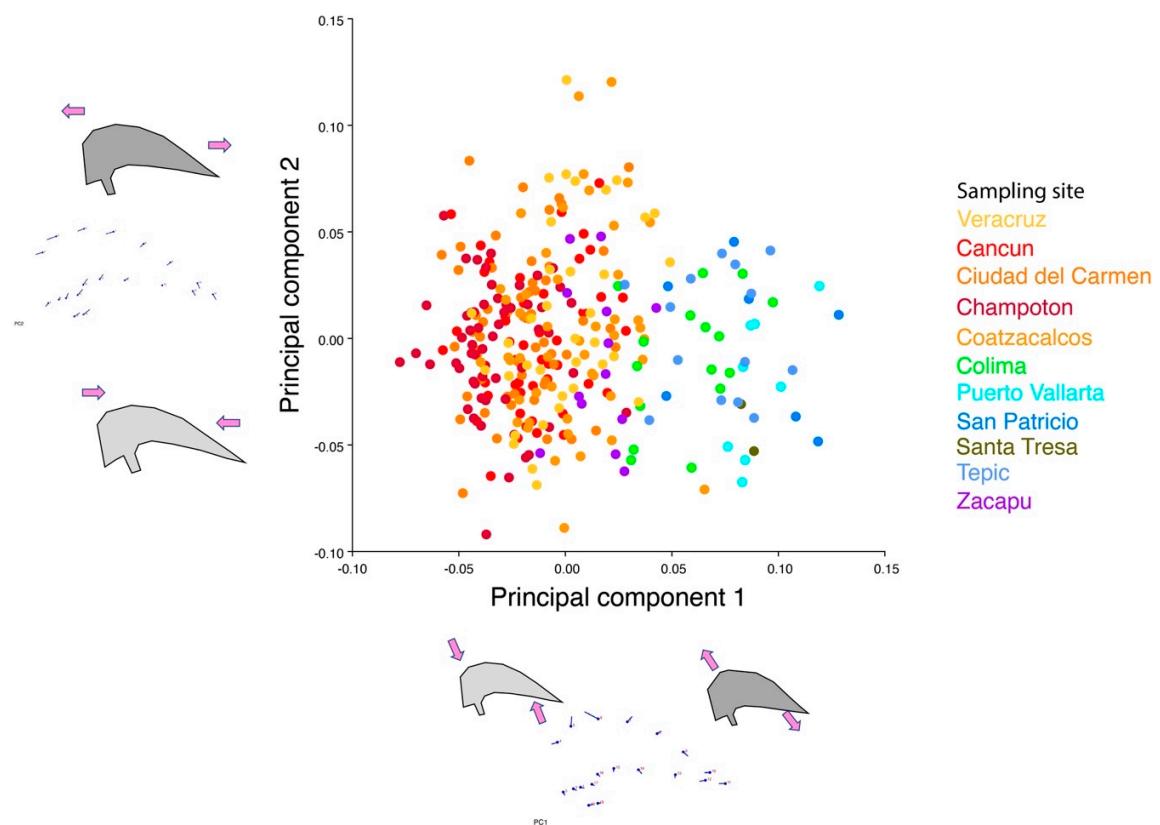 0.15
0.10
0.05
0.00
-0.05
-0.10
Principal component 2
-0.10
-0.05
0.00
0.05
0.10
0.15
Principal component 1
Sampling site
Veracruz
Cancun
Ciudad del Carmen
Champoton
Coatzacalcos
Colima
Puerto Vallarta
San Patricio
Santa Tresa
Tepic
Zacapu
PC2
PC1